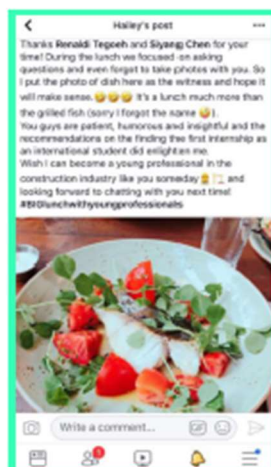 Hailey's post
Thanks Renaldi Tegoeh and Siyang Chen for your
time! During the lunch we focused on asking
questions and even forgot to take photos with you. So
I put the photo of dish here as the witness and hope it
will make sense.😂😂😂 It's a lunch much more than
the grilled fish (sorry I forgot the name 😜).
You guys are patient, humorous and insightful and the
recommendations on the finding the first internship as
an international student did enlighten me.
Wish I can become a young professional in the
construction industry like you someday👷🏗️ and
looking forward to chatting with you next time!
#BIGlunchwithyoungprofessionals
Write a comment...
GIF